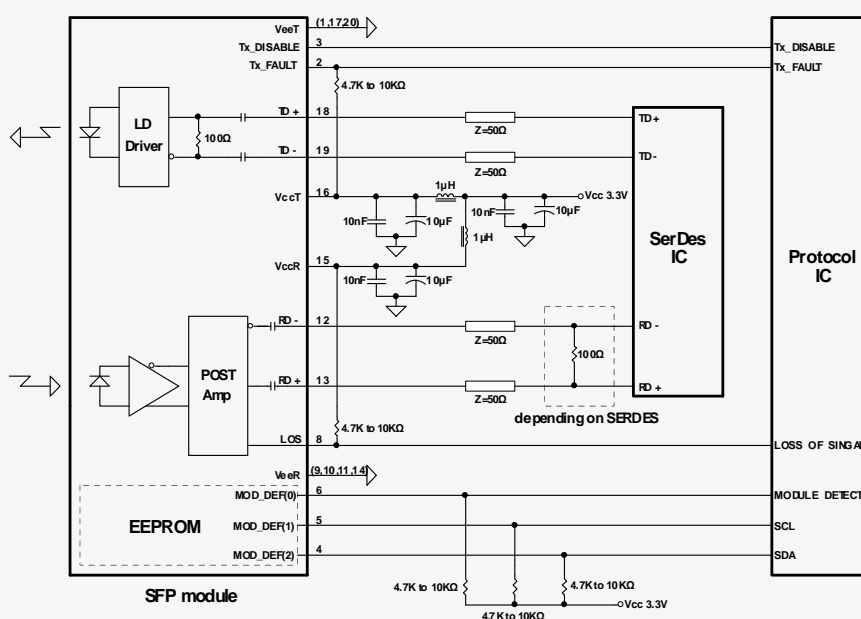 VeeT (1,17,20)
Tx_DISABLE 3 Tx_DISABLE
Tx_FAULT 2 Tx_FAULT
4.7K to 10KΩ
LD
Driver
100Ω
TD+ 18 Z=50Ω TD+
TD- 19 Z=50Ω TD-
VccT 16 1µH Vcc 3.3V
10nF 10µF 10nF 10µF
1µH
SerDes
IC
Protocol
IC
VccR 15
10nF 10µF
RD- 12 Z=50Ω RD-
100Ω
POST
Amp
RD+ 13 Z=50Ω RD+
depending on SERDES
4.7K to 10KΩ
LOS 8 LOSS OF SINGAL
VeeR (9,10,11,14)
MOD_DEF(0) 6 MODULE DETECT
EEPROM
MOD_DEF(1) 5 SCL
MOD_DEF(2) 4 SDA
4.7K to 10KΩ 4.7K to 10KΩ
4.7K to 10KΩ
Vcc 3.3V
SFP module